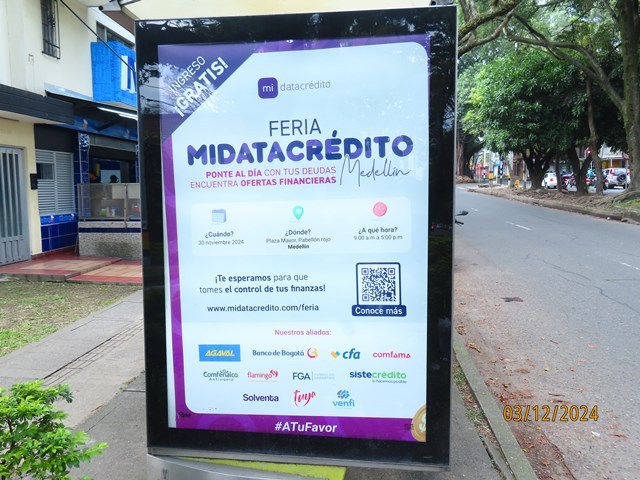 INGRESO
¡GRATIS!
mi datacrédito
FERIA
MIDATACRÉDITO
PONTE AL DÍA CON TUS DEUDAS
ENCUENTRA OFERTAS FINANCIERAS
Medellín
¿Cuándo?
30 noviembre 2024
¿Dónde?
Plaza Mayor, Pabellón rojo
Medellín
¿A qué hora?
9:00 a.m a 5:00 p.m
¡Te esperamos para que
tomes el control de tus finanzas!
www.midatacredito.com/feria
Conoce más
Nuestros aliados:
Banco de Bogotá
cfa
comfama
Comfenalco
Antioquia
flamingo
FGA
sistecrédito
Solventa
tuya
venfi
#ATuFavor
03/12/2024